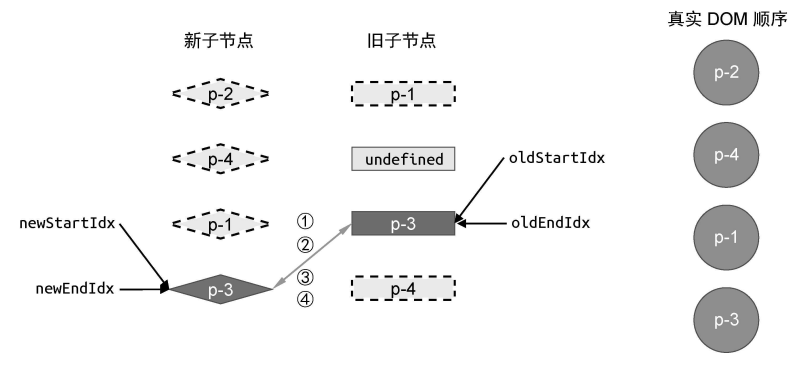 真实 DOM 顺序
新子节点
旧子节点
p-2
p-1
p-2
p-4
undefined
oldStartIdx
p-4
newStartIdx
p-1
①
p-3
oldEndIdx
p-1
②
newEndIdx
p-3
③
④
p-4
p-3